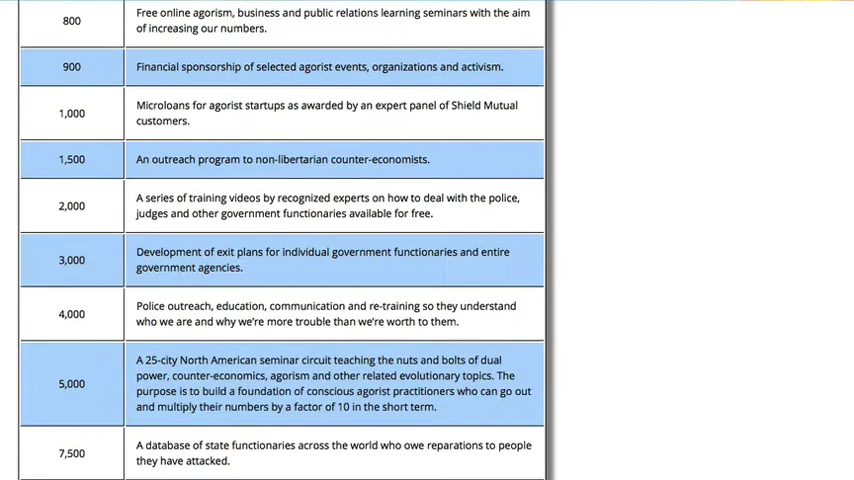 800
Free online agorism, business and public relations learning seminars with the aim
of increasing our numbers.
900
Financial sponsorship of selected agorist events, organizations and activism.
1,000
Microloans for agorist startups as awarded by an expert panel of Shield Mutual
customers.
1,500
An outreach program to non-libertarian counter-economists.
2,000
A series of training videos by recognized experts on how to deal with the police,
judges and other government functionaries available for free.
3,000
Development of exit plans for individual government functionaries and entire
government agencies.
4,000
Police outreach, education, communication and re-training so they understand
who we are and why we’re more trouble than we’re worth to them.
5,000
A 25-city North American seminar circuit teaching the nuts and bolts of dual
power, counter-economics, agorism and other related evolutionary topics. The
purpose is to build a foundation of conscious agorist practitioners who can go out
and multiply their numbers by a factor of 10 in the short term.
7,500
A database of state functionaries across the world who owe reparations to people
they have attacked.